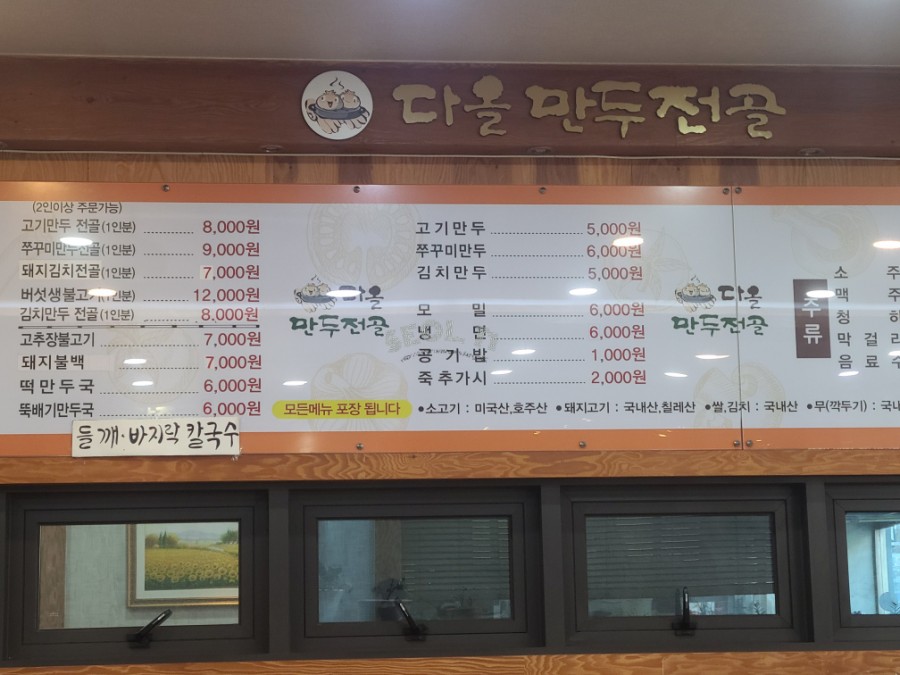 다올 만두전골
(2인이상 주문가능)
고기만두 전골(1인분) 8,000원
쭈꾸미만두전골(1인분) 9,000원
돼지김치전골(1인분) 7,000원
버섯생불고기(1인분) 12,000원
김치만두 전골(1인분) 8,000원
고추장불고기 7,000원
돼지불백 7,000원
떡만두국 6,000원
뚝배기만두국 6,000원
들깨·바지락 칼국수
고기만두 5,000원
쭈꾸미만두 6,000원
김치만두 5,000원
모밀 6,000원
냉면 6,000원
공기밥 1,000원
죽추가시 2,000원
다올
만두전골
다올
만두전골
주류
소 주
맥 주
청 하
막걸리
음료수
모든메뉴 포장 됩니다 •소고기 : 미국산,호주산 •돼지고기 : 국내산,칠레산 •쌀,김치 : 국내산 •무(깍두기) : 국내